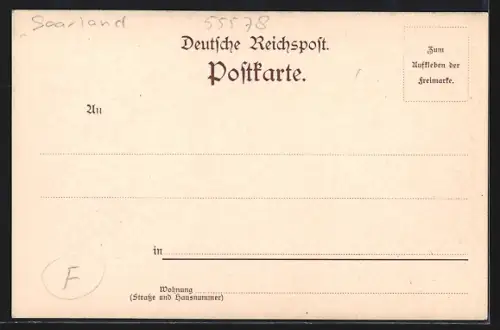 Saarland
55578
Deutsche Reichspost.
Postkarte.
Zum
Aufkleben der
Freimarke.
An
in
F
Wohnung
(Straße und Hausnummer)